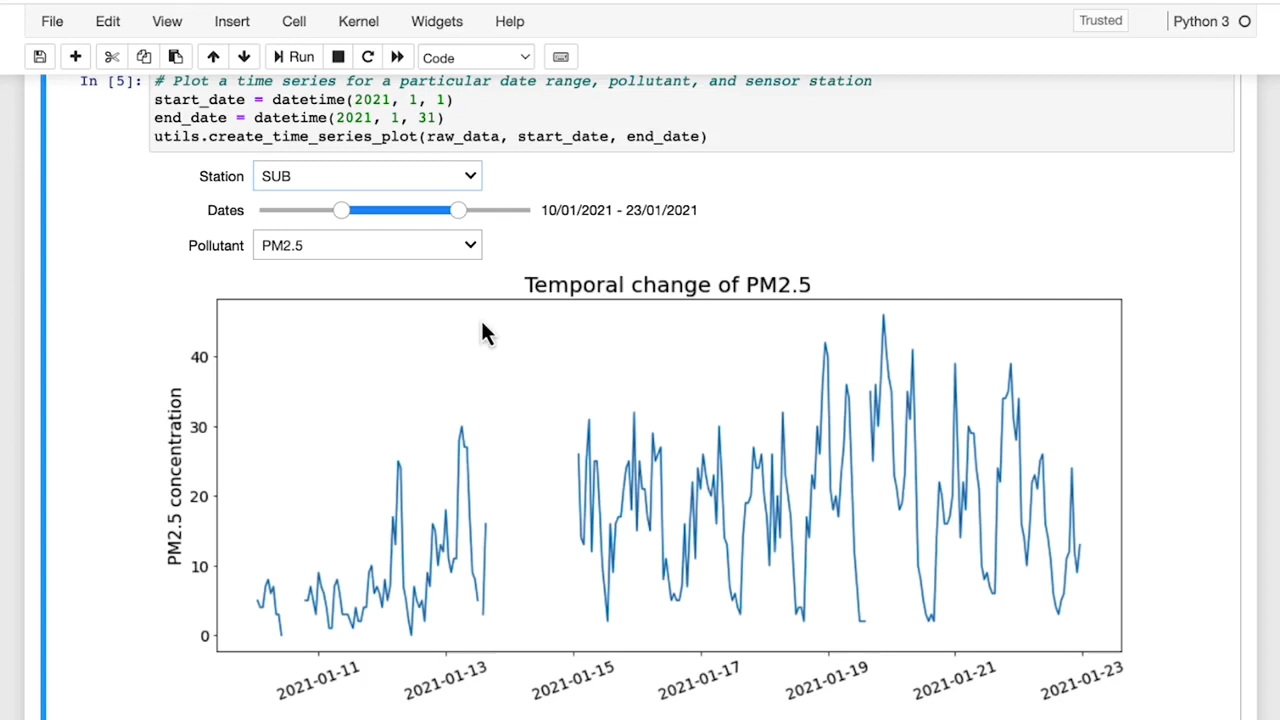 File Edit View Insert Cell Kernel Widgets Help Trusted Python 3
Run Code
In [5]: # Plot a time series for a particular date range, pollutant, and sensor station
start_date = datetime(2021, 1, 1)
end_date = datetime(2021, 1, 31)
utils.create_time_series_plot(raw_data, start_date, end_date)
Station SUB
Dates 10/01/2021 - 23/01/2021
Pollutant PM2.5
Temporal change of PM2.5
PM2.5 concentration
40
30
20
10
0
2021-01-11 2021-01-13 2021-01-15 2021-01-17 2021-01-19 2021-01-21 2021-01-23